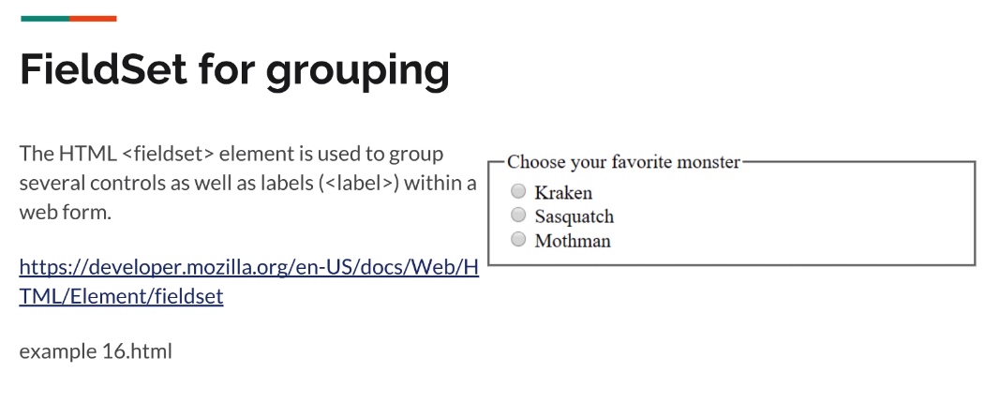 FieldSet for grouping
The HTML <fieldset> element is used to group
several controls as well as labels (<label>) within a
web form.
https://developer.mozilla.org/en-US/docs/Web/H
TML/Element/fieldset
example 16.html
Choose your favorite monster
Kraken
Sasquatch
Mothman